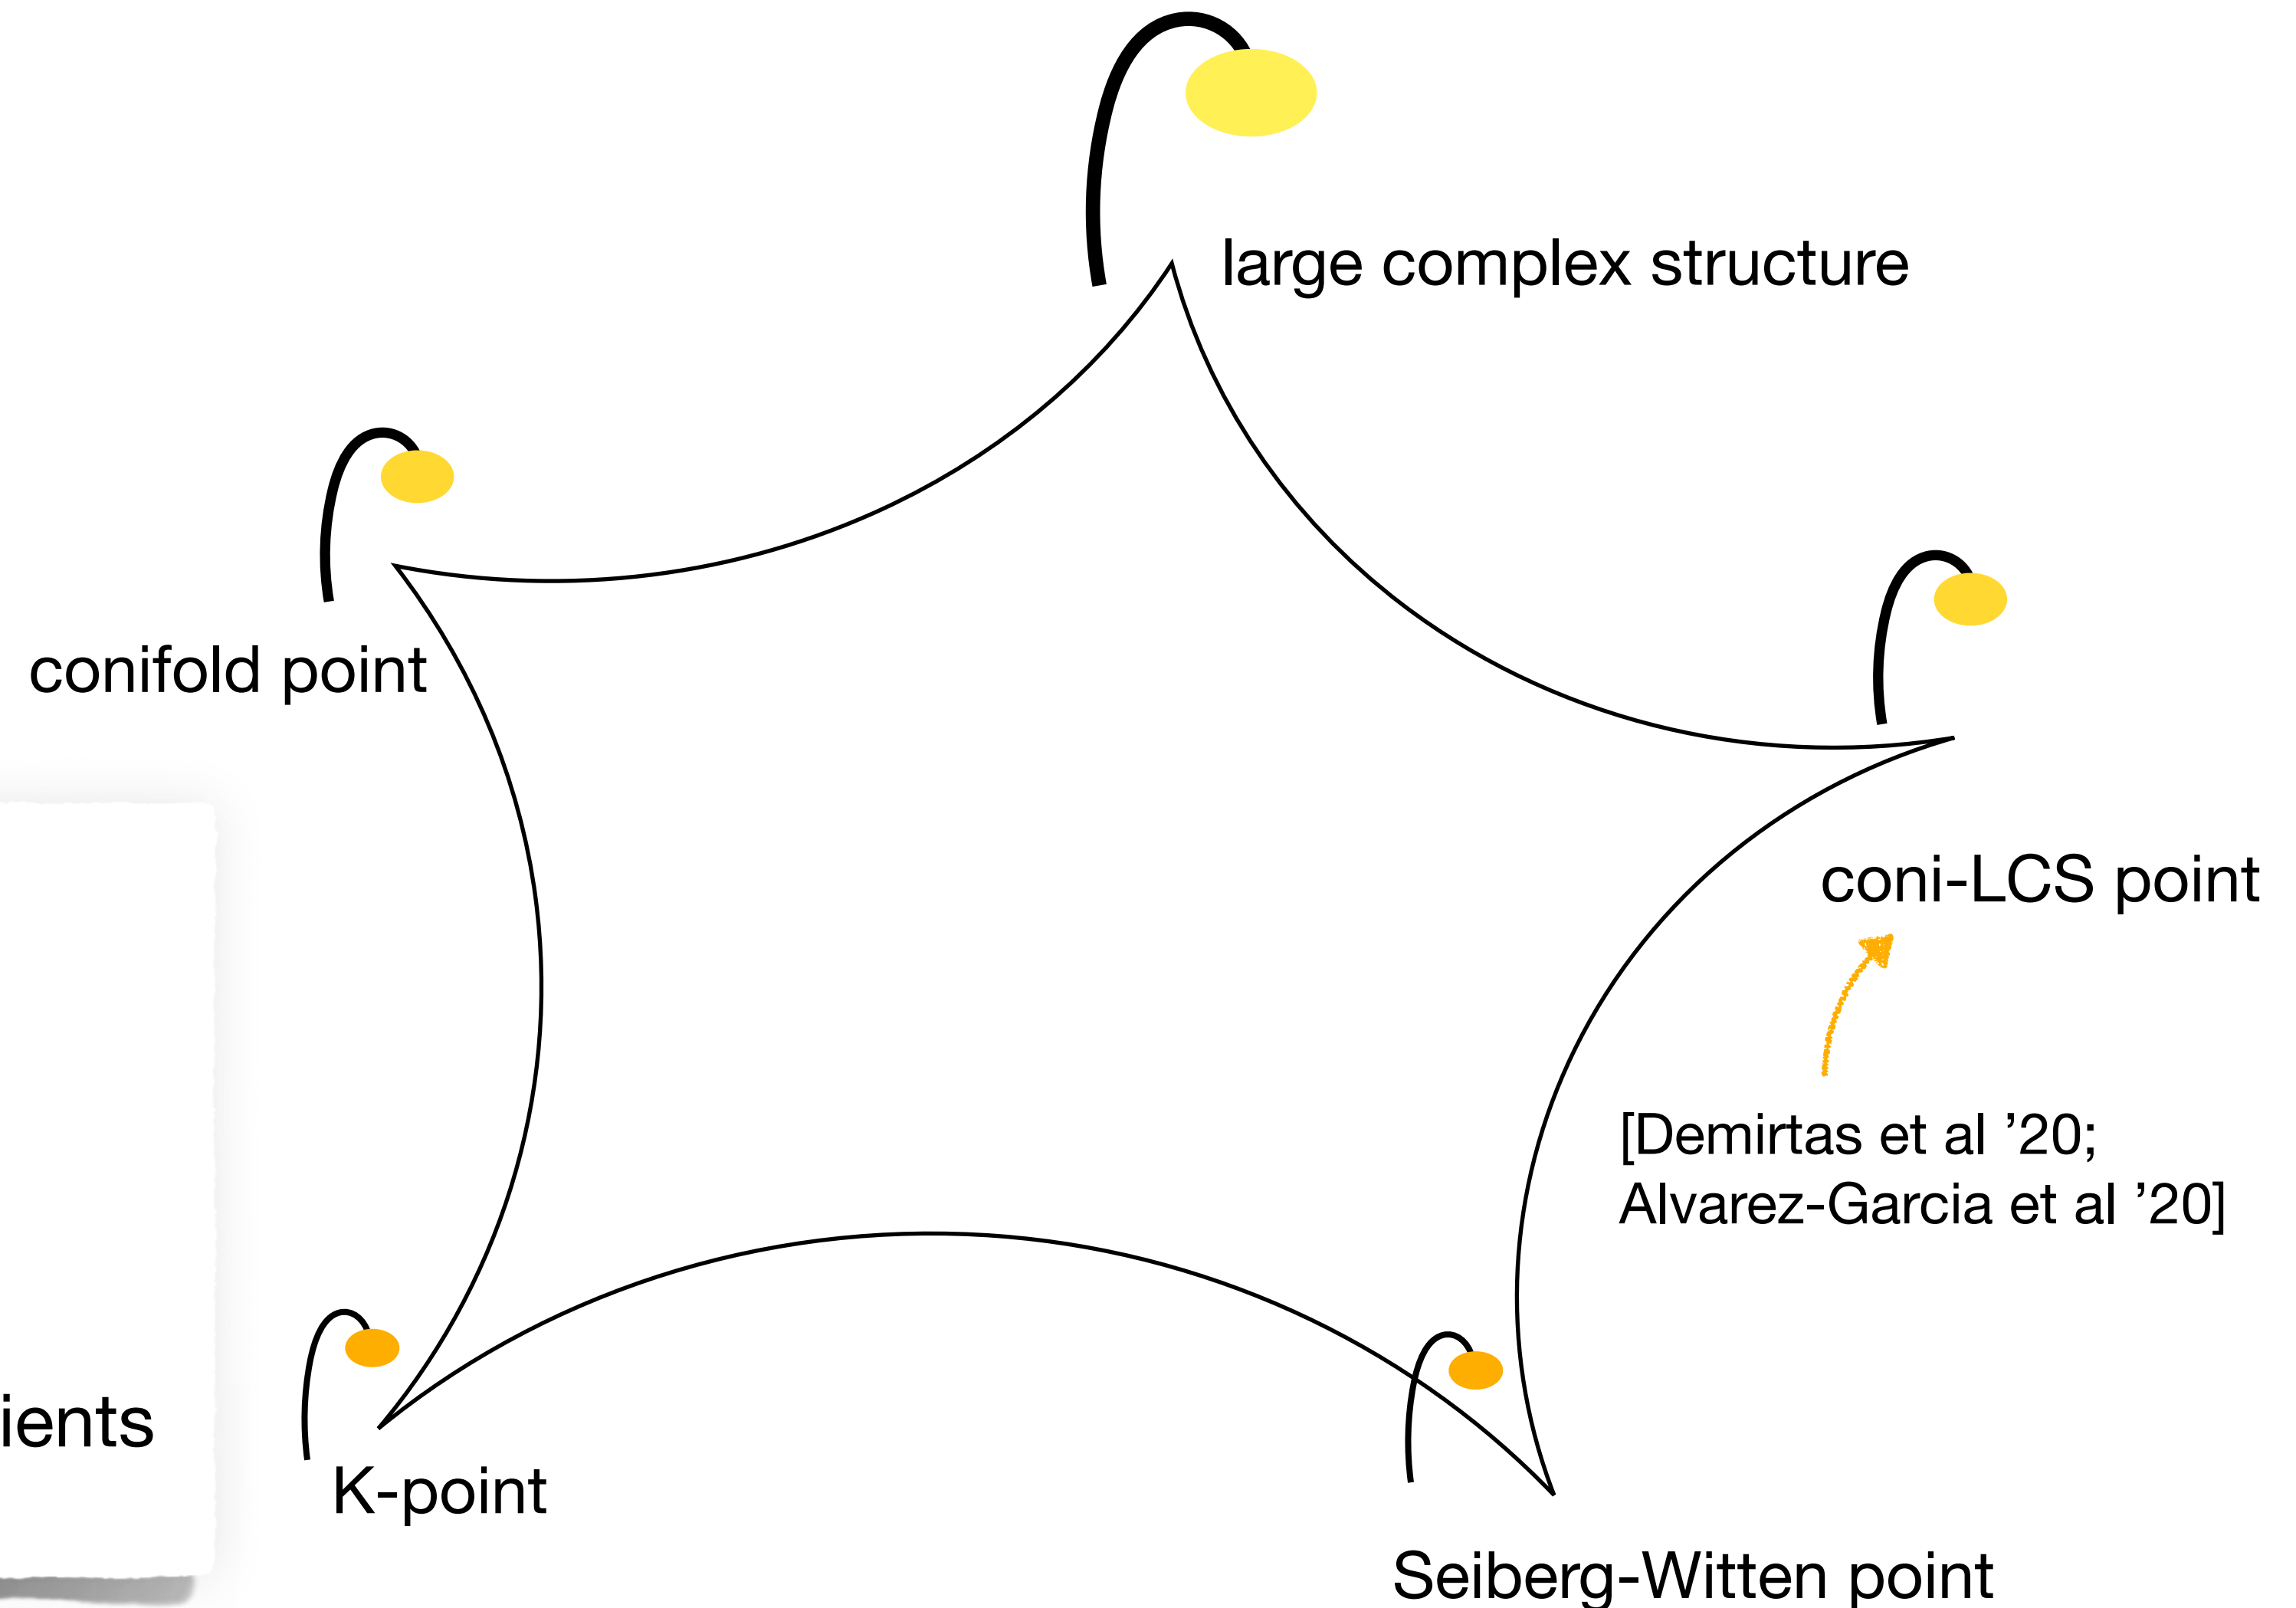 large complex structure
conifold point
coni-LCS point
[Demirtas et al ’20;
Alvarez-Garcia et al ’20]
ients
K-point
Seiberg-Witten point